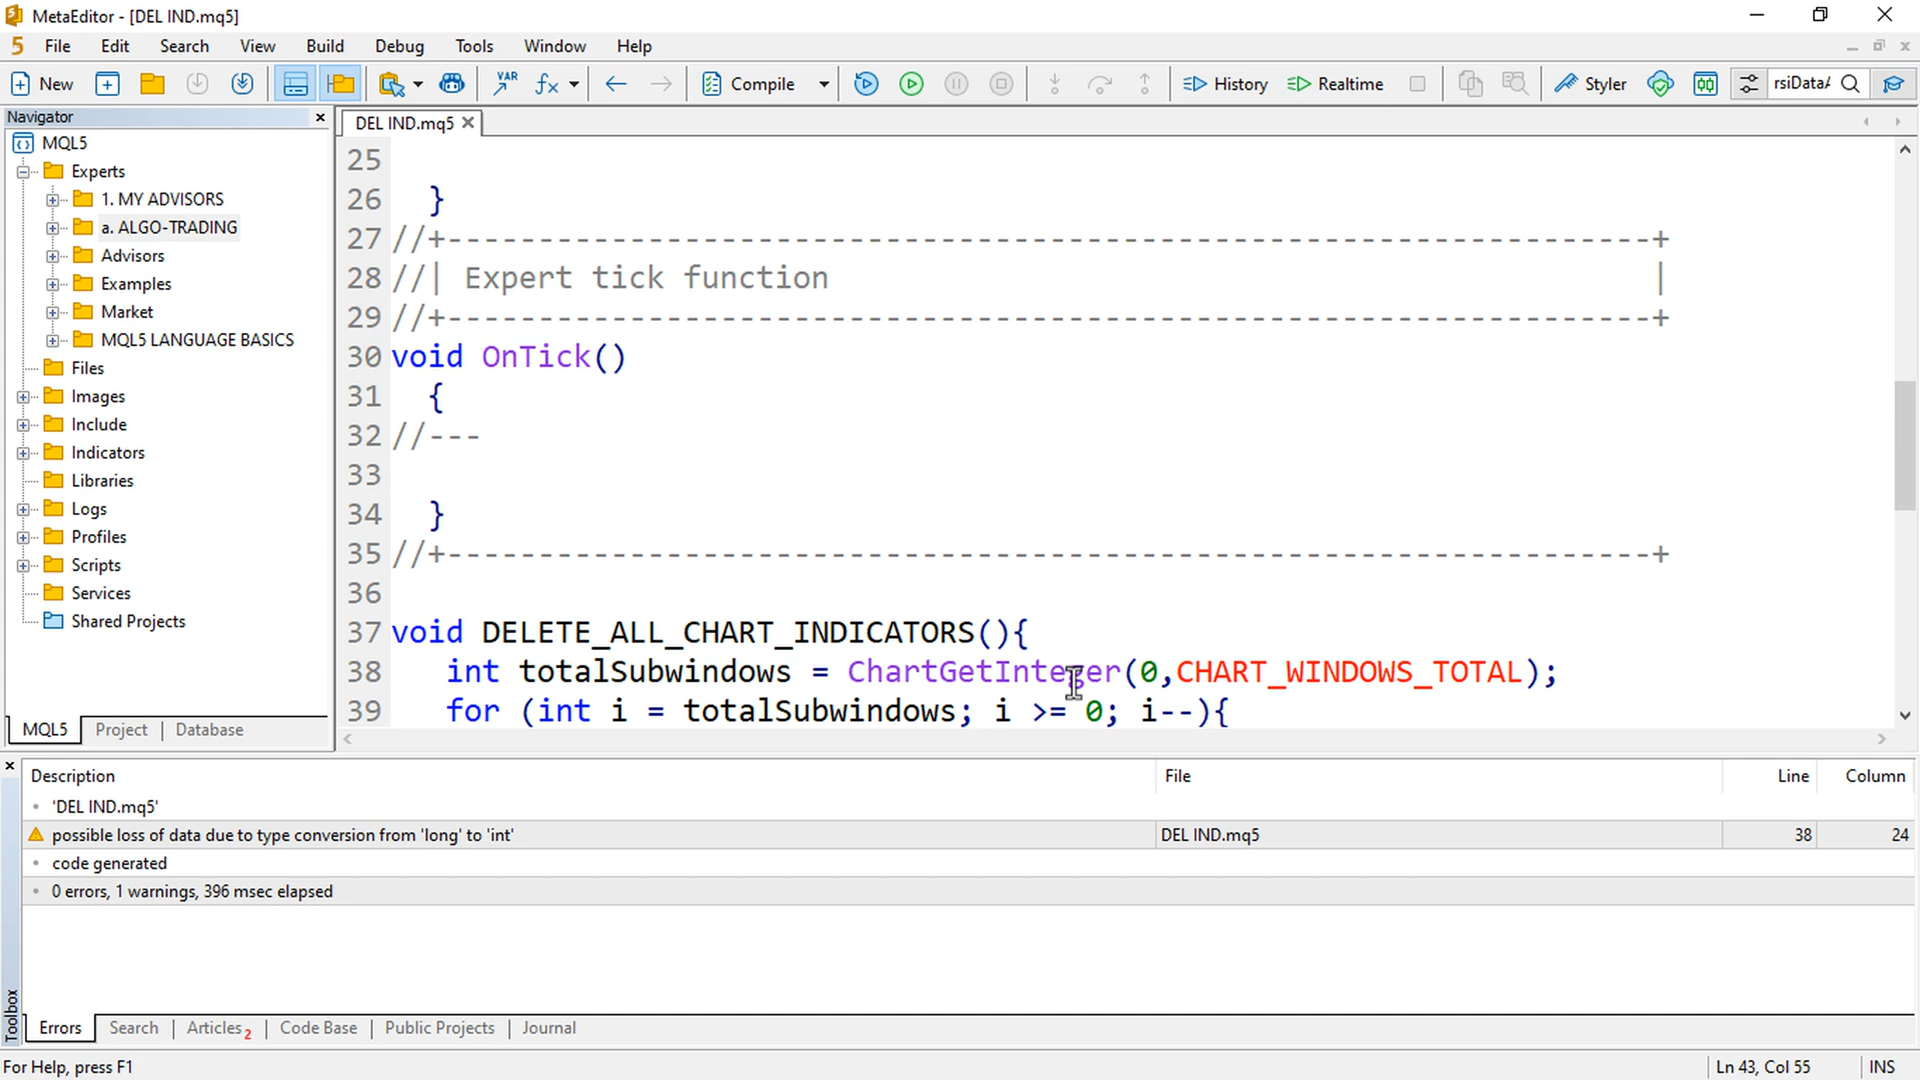 MetaEditor - [DEL IND.mq5]
5 File Edit Search View Build Debug Tools Window Help
New VAR Compile History Realtime Styler rsiDataA
Navigator
MQL5
Experts
1. MY ADVISORS
a. ALGO-TRADING
Advisors
Examples
Market
MQL5 LANGUAGE BASICS
Files
Images
Include
Indicators
Libraries
Logs
Profiles
Scripts
Services
Shared Projects
MQL5 Project Database
DEL IND.mq5
25
26 }
27 //+------------------------------------------------------------------+
28 //| Expert tick function |
29 //+------------------------------------------------------------------+
30 void OnTick()
31 {
32 //---
33
34 }
35 //+------------------------------------------------------------------+
36
37 void DELETE_ALL_CHART_INDICATORS(){
38 int totalSubwindows = ChartGetInteger(0,CHART_WINDOWS_TOTAL);
39 for (int i = totalSubwindows; i >= 0; i--){
Description File Line Column
'DEL IND.mq5'
possible loss of data due to type conversion from 'long' to 'int' DEL IND.mq5 38 24
code generated
0 errors, 1 warnings, 396 msec elapsed
Toolbox
Errors Search Articles 2 Code Base Public Projects Journal
For Help, press F1 Ln 43, Col 55 INS